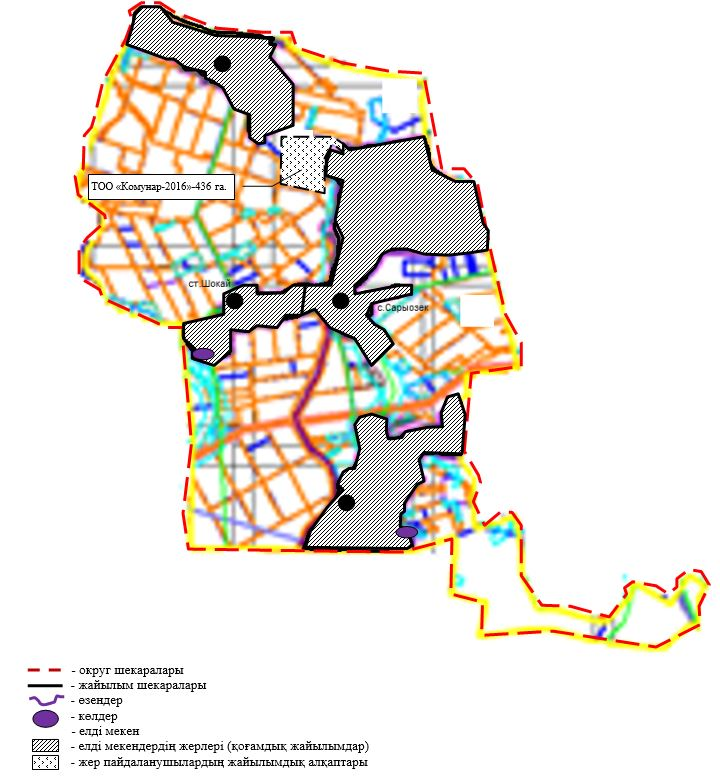 ТОО «Комунар-2016»-436 га.
ст.Шокай
с.Сарыозек
- округ шекаралары
- жайылым шекаралары
- өзендер
- көлдер
- елді мекен
- елді мекендердің жерлері (қоғамдық жайылымдар)
- жер пайдаланушылардың жайылымдық алқаптары